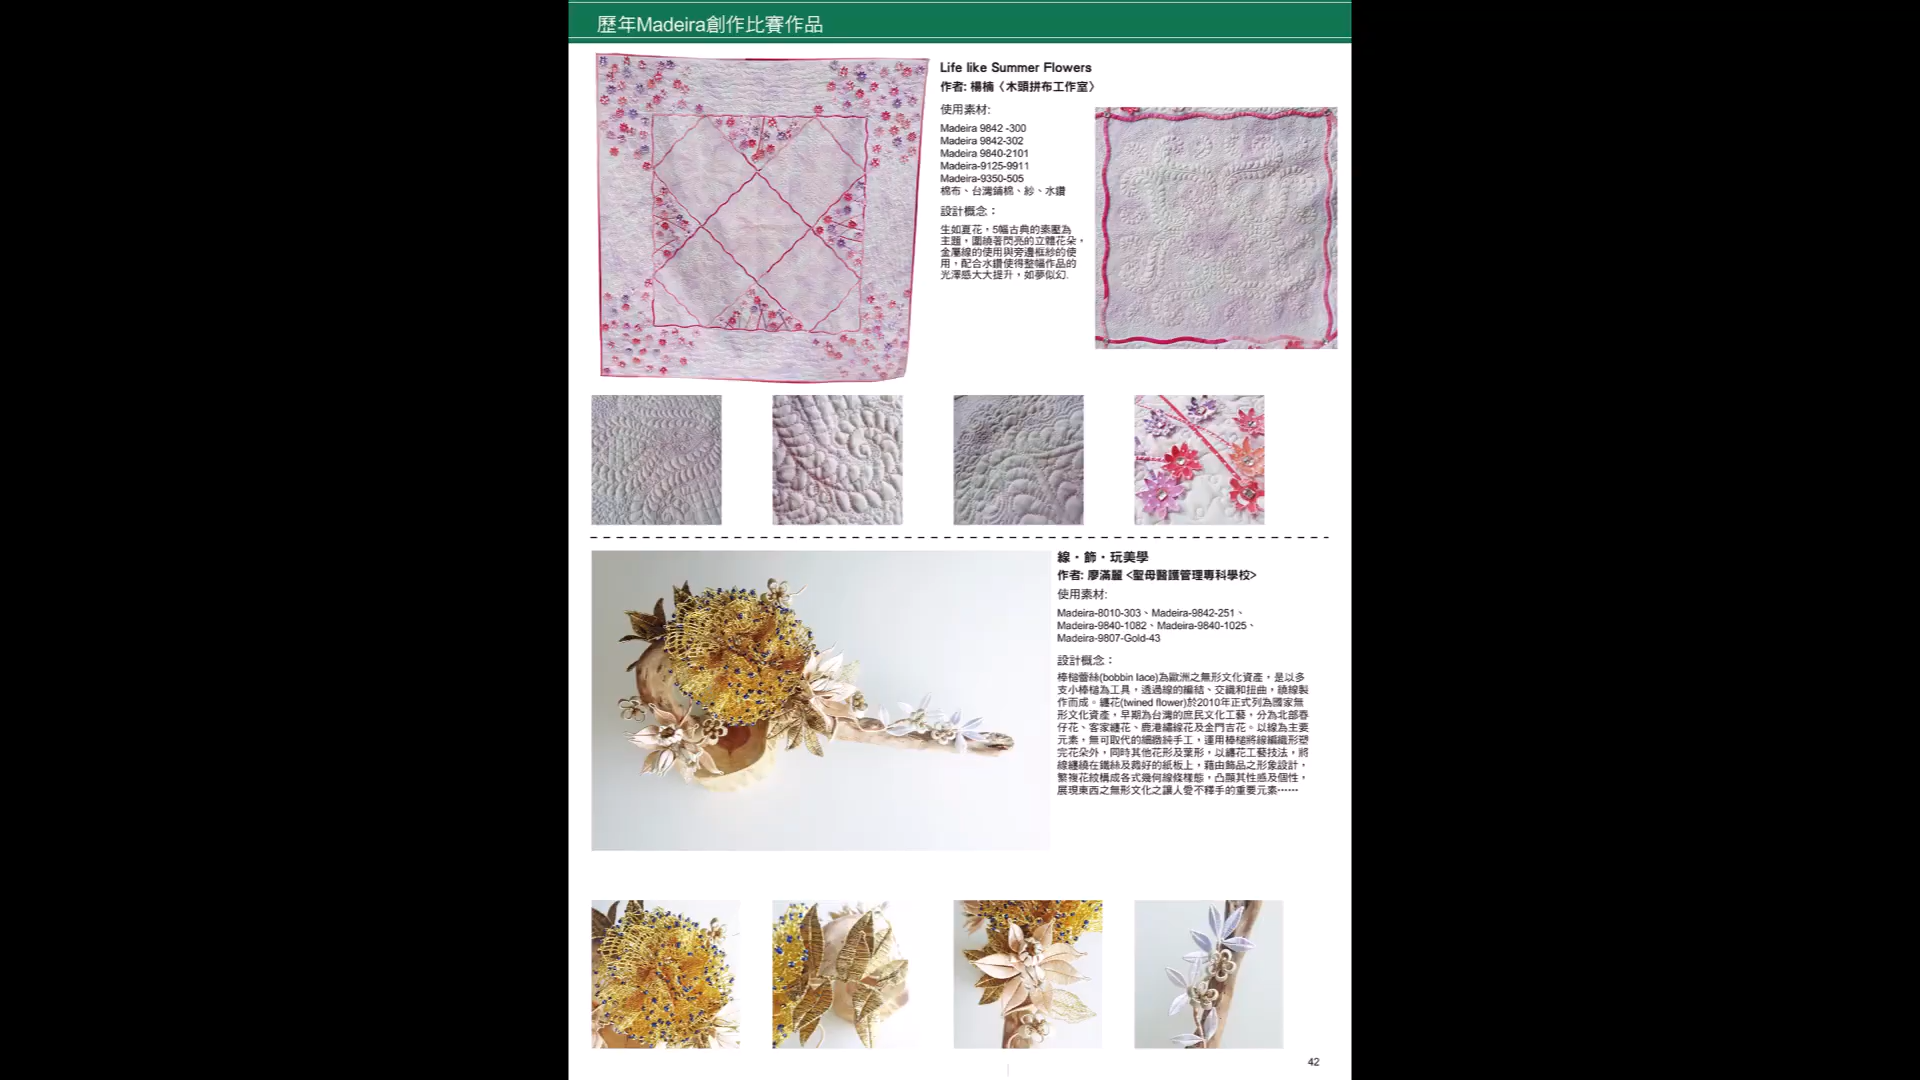 歷年Madeira創作比賽作品
Life like Summer Flowers
作者: 楊楠〈木頭拼布工作室〉
使用素材:
Madeira 9842 -300
Madeira 9842-302
Madeira 9840-2101
Madeira-9125-9911
Madeira-9350-505
棉布、台灣鋪棉、紗、水鑽
設計概念：
生如夏花，5幅古典的素壓為
主題，圍繞著閃亮的立體花朵，
金屬線的使用與旁邊框紗的使
用，配合水鑽使得整幅作品的
光澤感大大提升，如夢似幻.
線・飾・玩美學
作者: 廖滿麗 <聖母醫護管理專科學校>
使用素材:
Madeira-8010-303、Madeira-9842-251、
Madeira-9840-1082、Madeira-9840-1025、
Madeira-9807-Gold-43
設計概念：
棒槌蕾絲(bobbin lace)為歐洲之無形文化資產，是以多
支小棒槌為工具，透過線的編結、交織和扭曲，繞線製
作而成。纏花(twined flower)於2010年正式列為國家無
形文化資產，早期為台灣的庶民文化工藝，分為北部春
仔花、客家纏花、鹿港繡線花及金門吉花。以線為主要
元素，無可取代的細緻純手工，運用棒槌將線編織形塑
完花朵外，同時其他花形及葉形，以纏花工藝技法，將
線纏繞在鐵絲及裁好的紙板上，藉由飾品之形象設計，
繁複花紋構成各式幾何線條樣態，凸顯其性感及個性，
展現東西之無形文化之讓人愛不釋手的重要元素⋯⋯
42